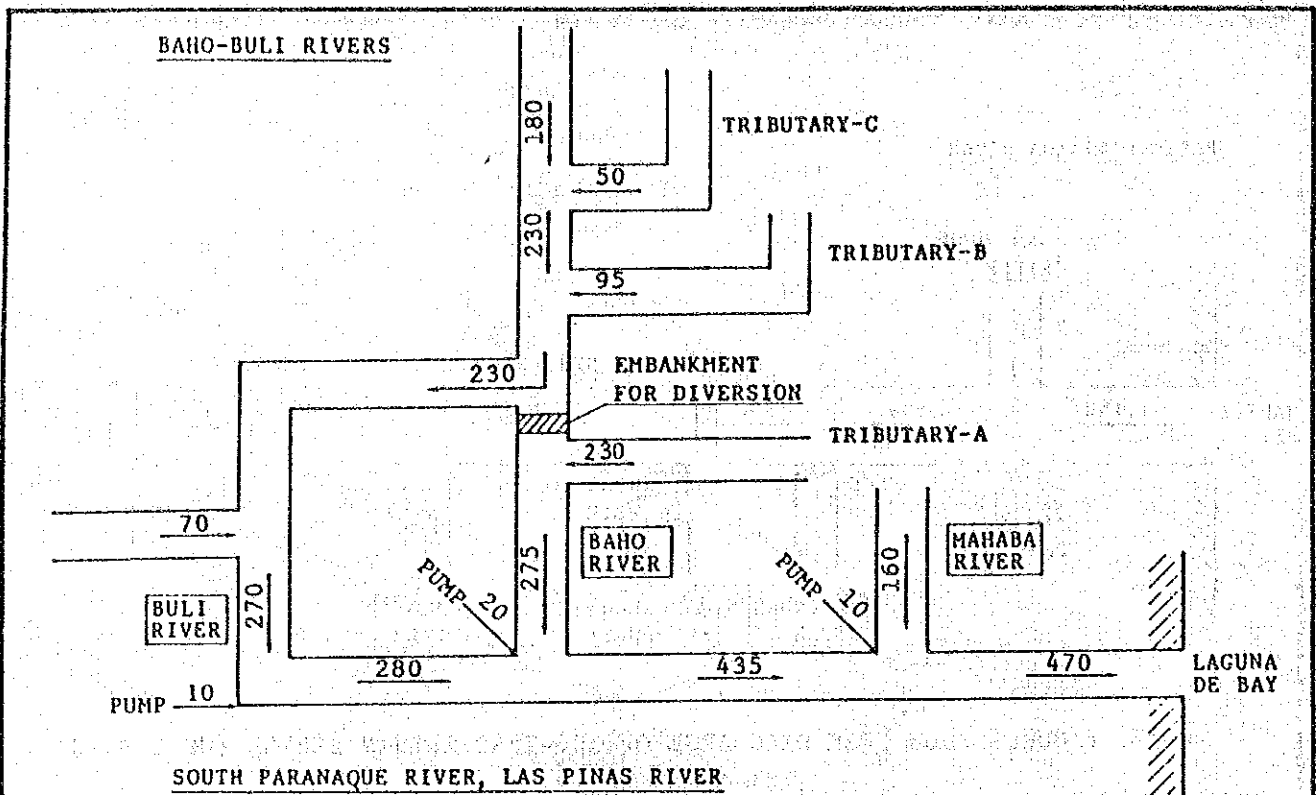 BAHO-BULI RIVERS
180
TRIBUTARY-C
50
230
TRIBUTARY-B
95
230
EMBANKMENT
FOR DIVERSION
TRIBUTARY-A
230
70
BULI
RIVER
270
PUMP 20
275
BAHO
RIVER
PUMP 10
160
MAHABA
RIVER
280
435
470
LAGUNA
DE BAY
PUMP 10
SOUTH PARANAQUE RIVER, LAS PINAS RIVER